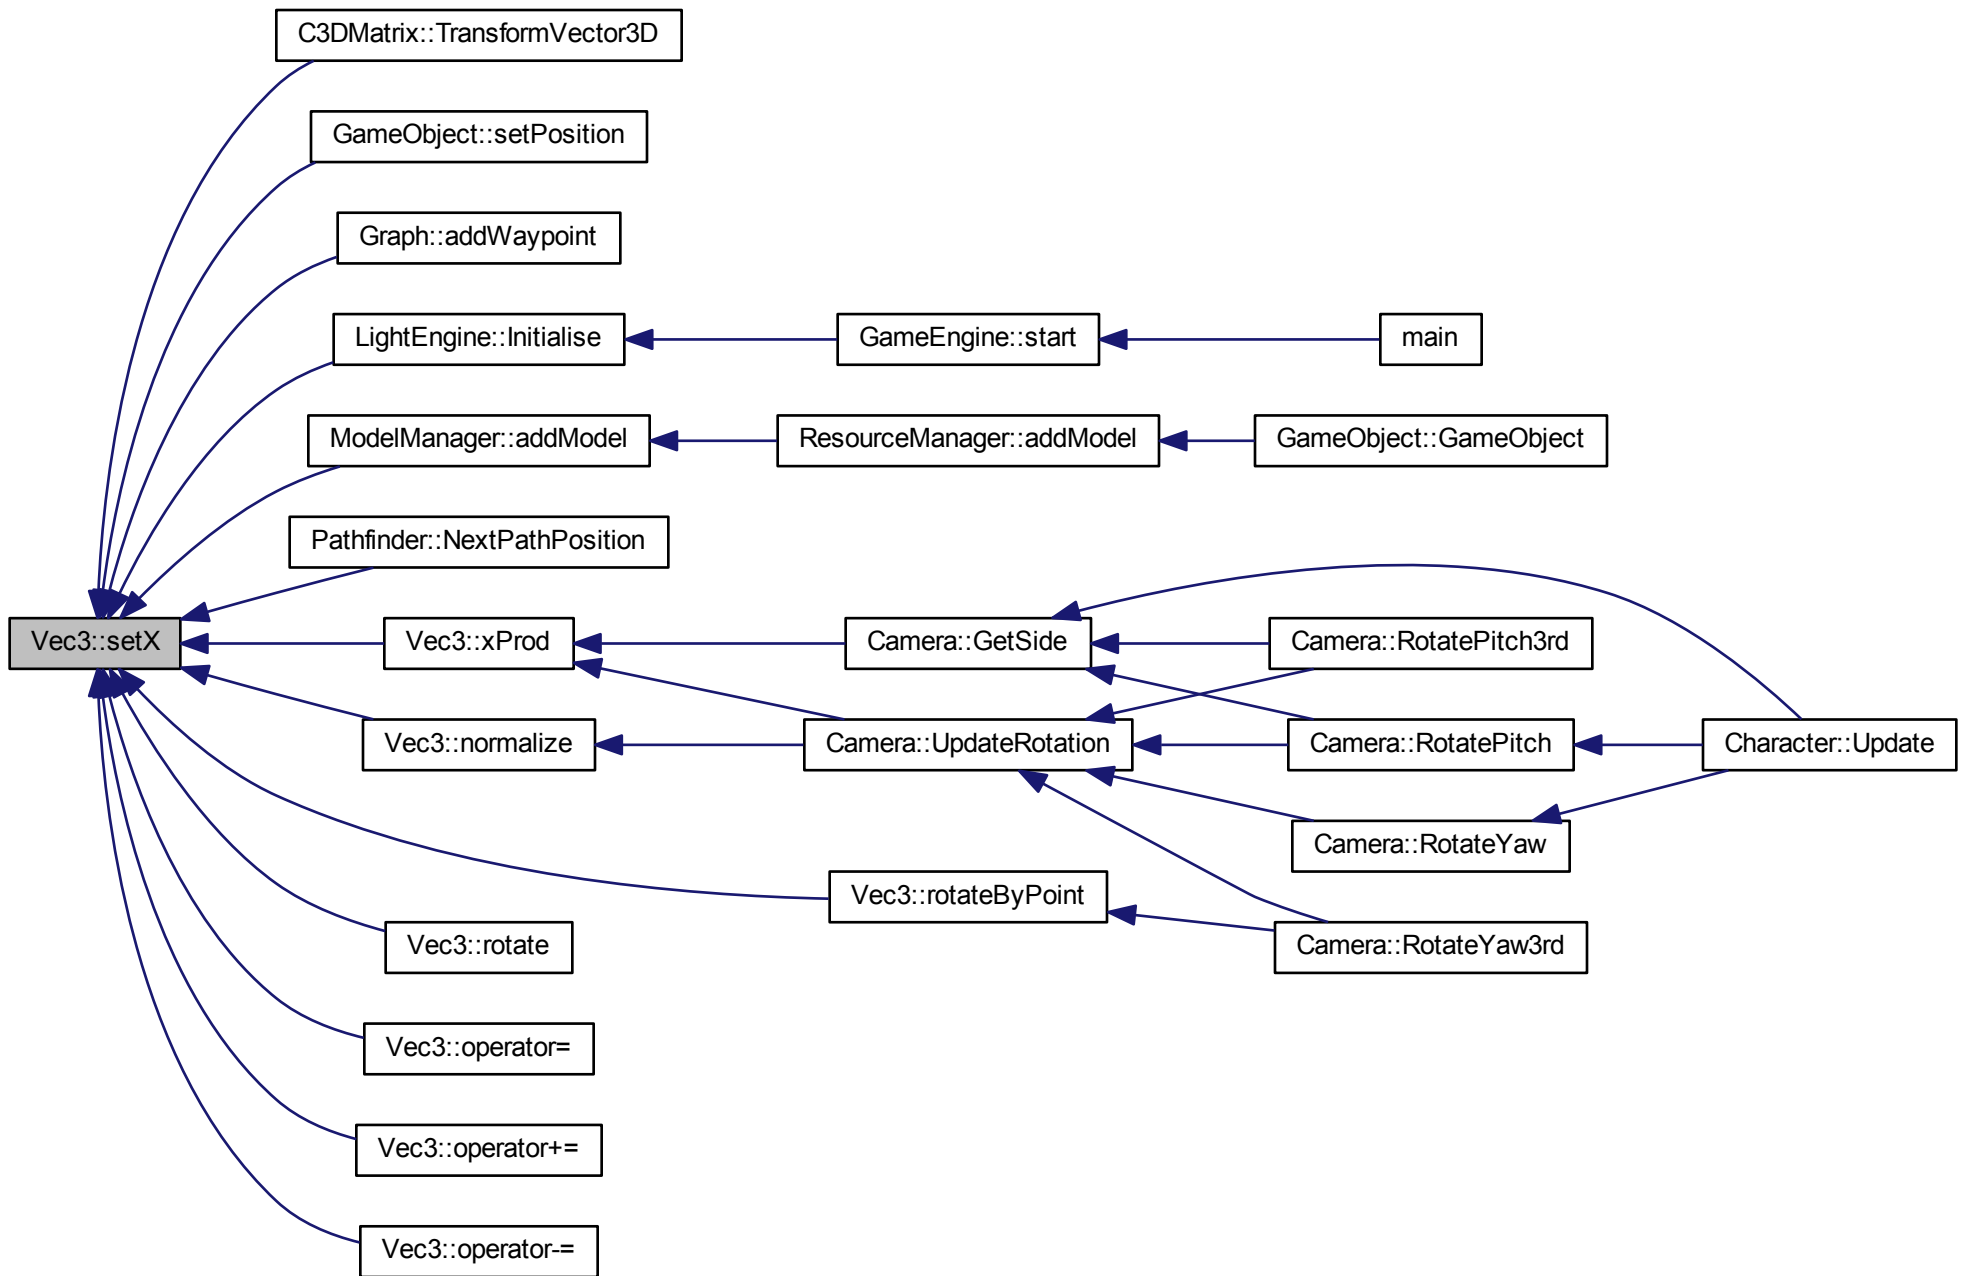 C3DMatrix::TransformVector3D
GameObject::setPosition
Graph::addWaypoint
LightEngine::Initialise
GameEngine::start
main
ModelManager::addModel
ResourceManager::addModel
GameObject::GameObject
Pathfinder::NextPathPosition
Vec3::setX
Vec3::xProd
Camera::GetSide
Camera::RotatePitch3rd
Vec3::normalize
Camera::UpdateRotation
Camera::RotatePitch
Character::Update
Camera::RotateYaw
Vec3::rotateByPoint
Vec3::rotate
Camera::RotateYaw3rd
Vec3::operator=
Vec3::operator+=
Vec3::operator-=